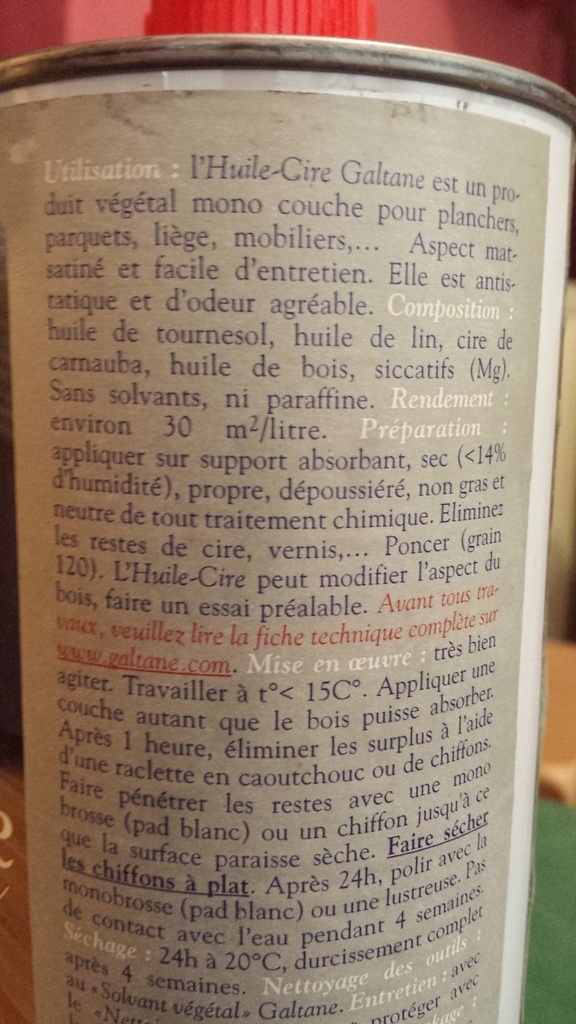 Utilisation : l'Huile-Cire Galtane est un pro-
duit végétal mono couche pour planchers,
parquets, liège, mobiliers,... Aspect mat-
satiné et facile d'entretien. Elle est antis-
tatique et d'odeur agréable. Composition :
huile de tournesol, huile de lin, cire de
carnauba, huile de bois, siccatifs (Mg).
Sans solvants, ni paraffine. Rendement :
environ 30 m²/litre. Préparation :
appliquer sur support absorbant, sec (<14%
d'humidité), propre, dépoussiéré, non gras et
neutre de tout traitement chimique. Eliminez
les restes de cire, vernis,... Poncer (grain
120). L'Huile-Cire peut modifier l'aspect du
bois, faire un essai préalable. Avant tous tra-
vaux, veuillez lire la fiche technique complète sur
www.galtane.com. Mise en œuvre : très bien
agiter. Travailler à t°< 15C°. Appliquer une
couche autant que le bois puisse absorber.
Après 1 heure, éliminer les surplus à l'aide
d'une raclette en caoutchouc ou de chiffons.
Faire pénétrer les restes avec une mono
brosse (pad blanc) ou un chiffon jusqu'à ce
que la surface paraisse sèche. Faire sécher
les chiffons à plat. Après 24h, polir avec la
monobrosse (pad blanc) ou une lustreuse. Pas
de contact avec l'eau pendant 4 semaines.
Séchage : 24h à 20°C, durcissement complet
après 4 semaines. Nettoyage des outils :
au «Solvant végétal» Galtane. Entretien : avec
le protéger avec